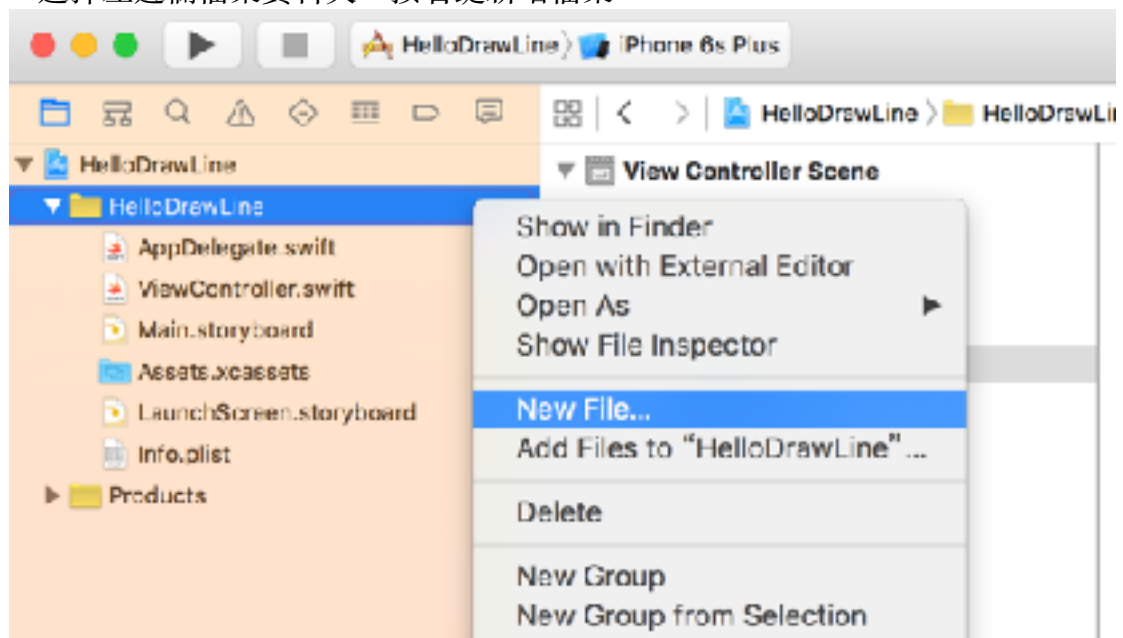 HelloDrawLine 〉 iPhone 6s Plus
HelloDrawLine 〉 HelloDrawLi
HelloDrawLine
View Controller Scene
HelloDrawLine
AppDelegate.swift
ViewController.swift
Main.storyboard
Assets.xcassets
LaunchScreen.storyboard
Info.plist
Products
Show in Finder
Open with External Editor
Open As
Show File Inspector
New File...
Add Files to “HelloDrawLine”...
Delete
New Group
New Group from Selection